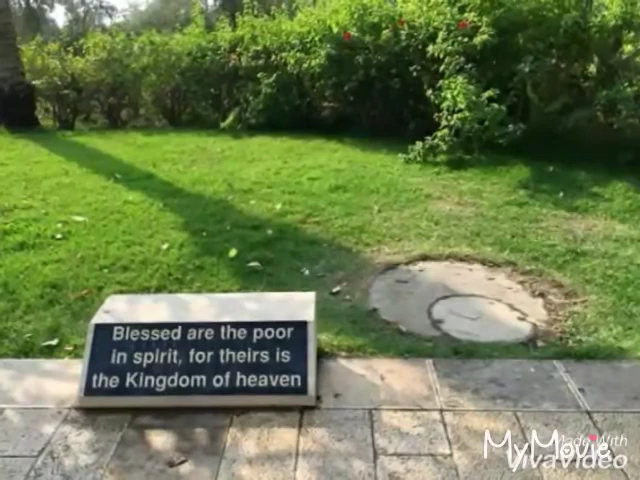 Blessed are the poor
in spirit, for theirs is
the Kingdom of heaven
Made With
MyMovie
VivaVideo